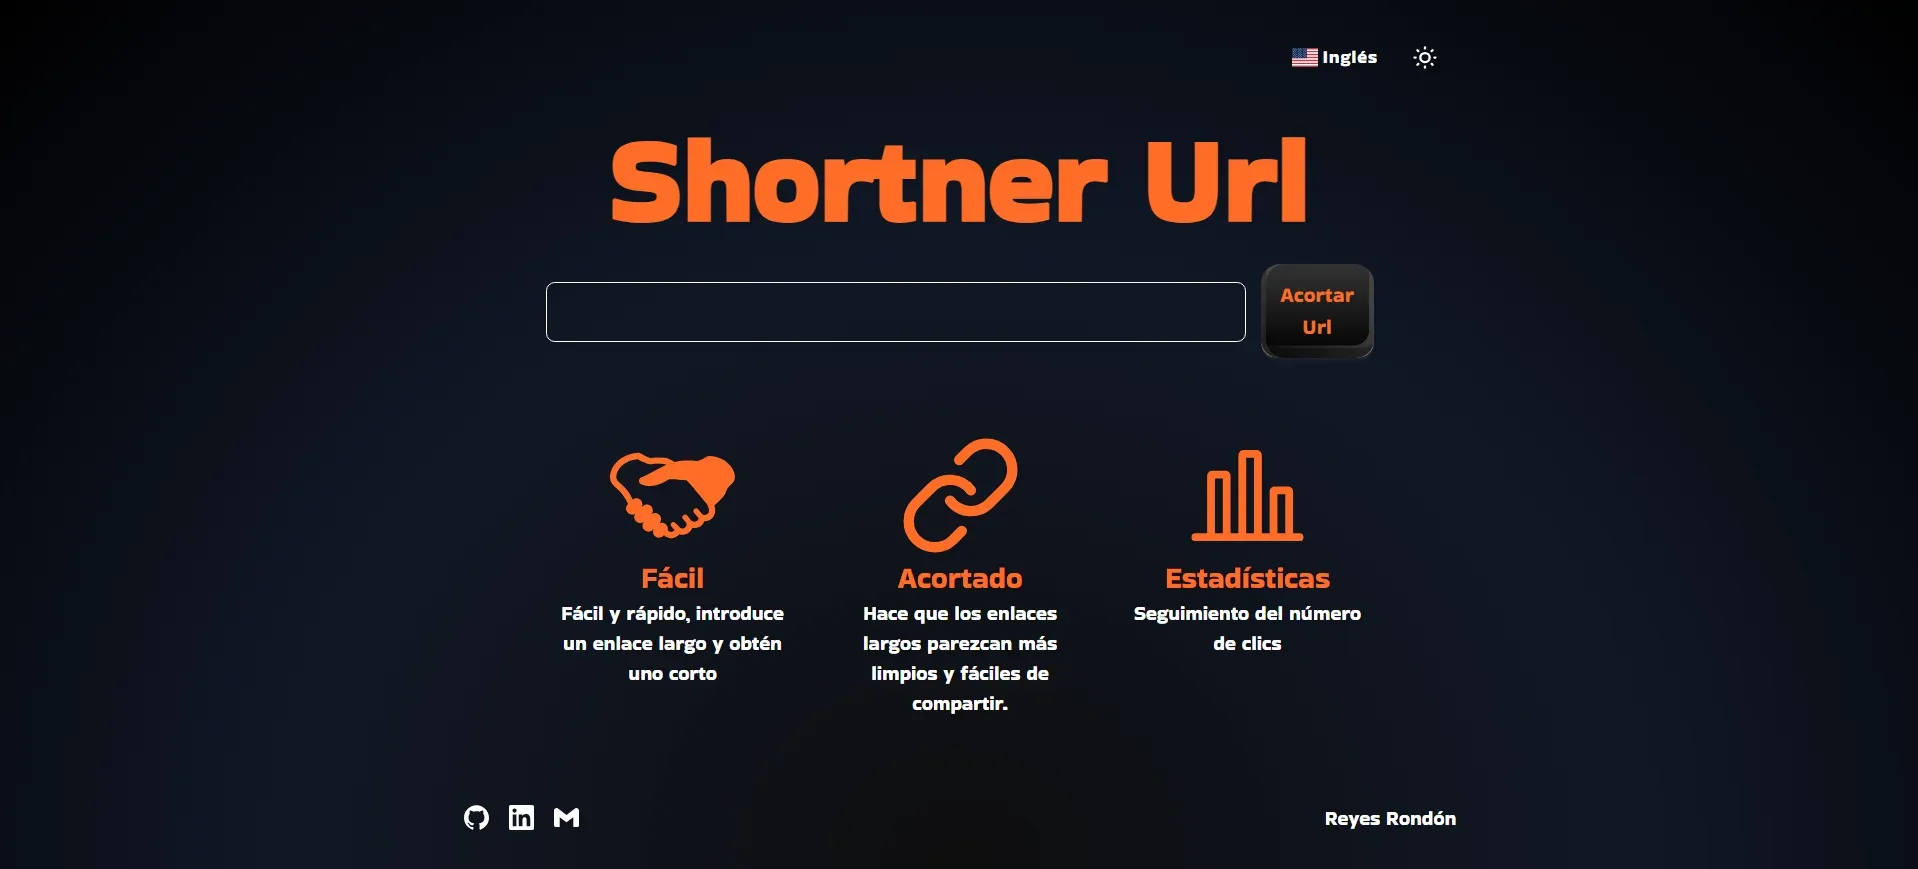 Inglés
Shortner Url
Acortar
Url
Fácil
Fácil y rápido, introduce
un enlace largo y obtén
uno corto
Acortado
Hace que los enlaces
largos parezcan más
limpios y fáciles de
compartir.
Estadísticas
Seguimiento del número
de clics
Reyes Rondón